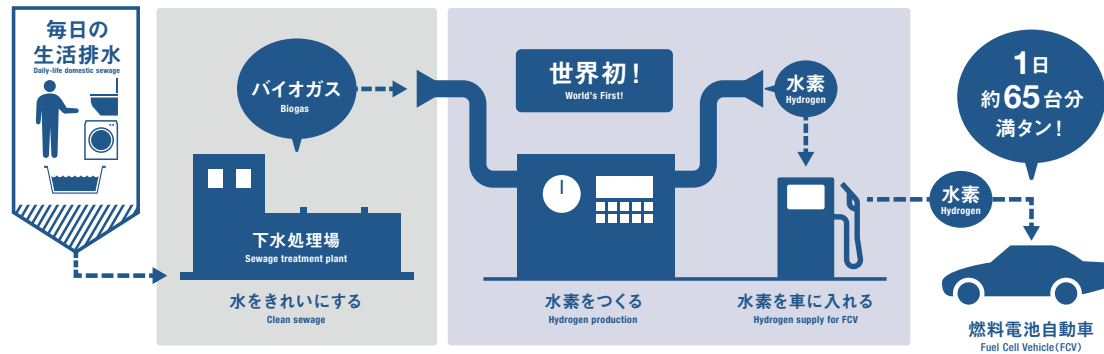 毎日の
生活排水
Daily-life domestic sewage
バイオガス
Biogas
下水処理場
Sewage treatment plant
水をきれいにする
Clean sewage
世界初！
World's First!
水素
Hydrogen
水素をつくる
Hydrogen production
水素を車に入れる
Hydrogen supply for FCV
水素
Hydrogen
1日
約65台分
満タン！
燃料電池自動車
Fuel Cell Vehicle(FCV)